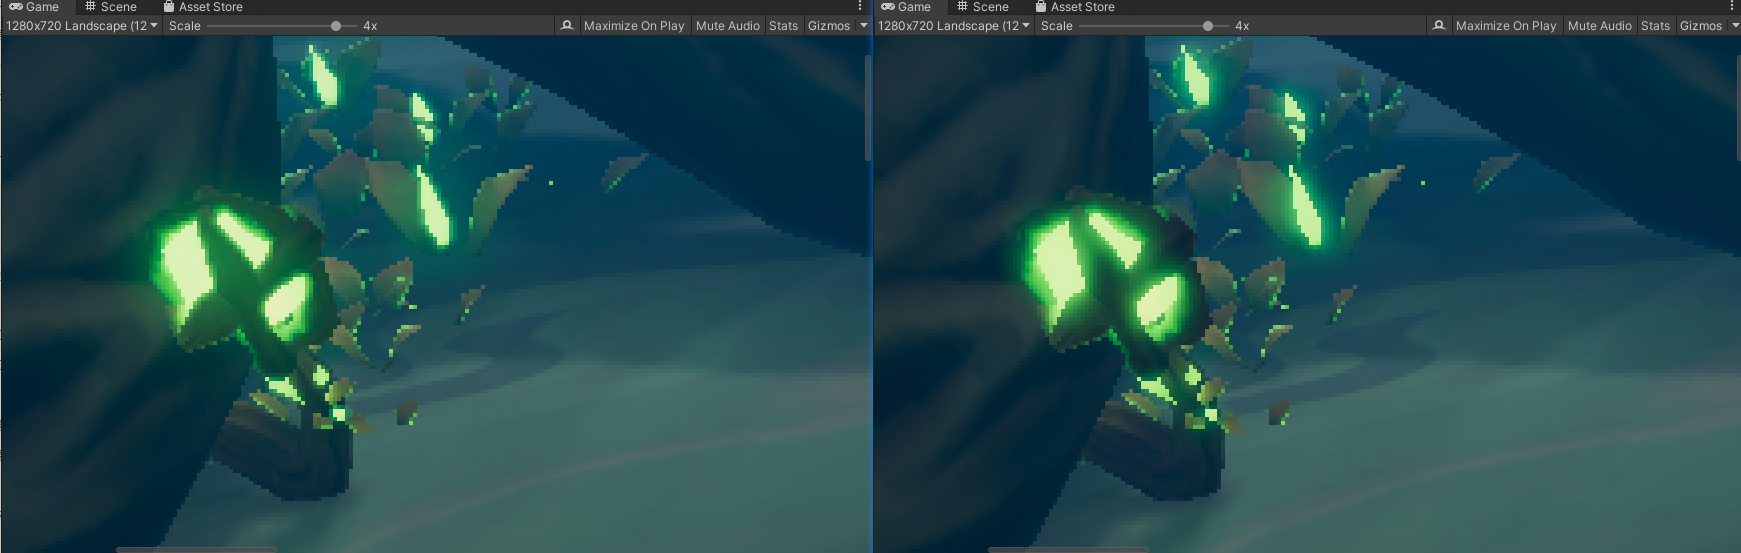 Game Scene Asset Store
1280x720 Landscape (12 Scale 4x Maximize On Play Mute Audio Stats Gizmos
Game Scene Asset Store
1280x720 Landscape (12 Scale 4x Maximize On Play Mute Audio Stats Gizmos